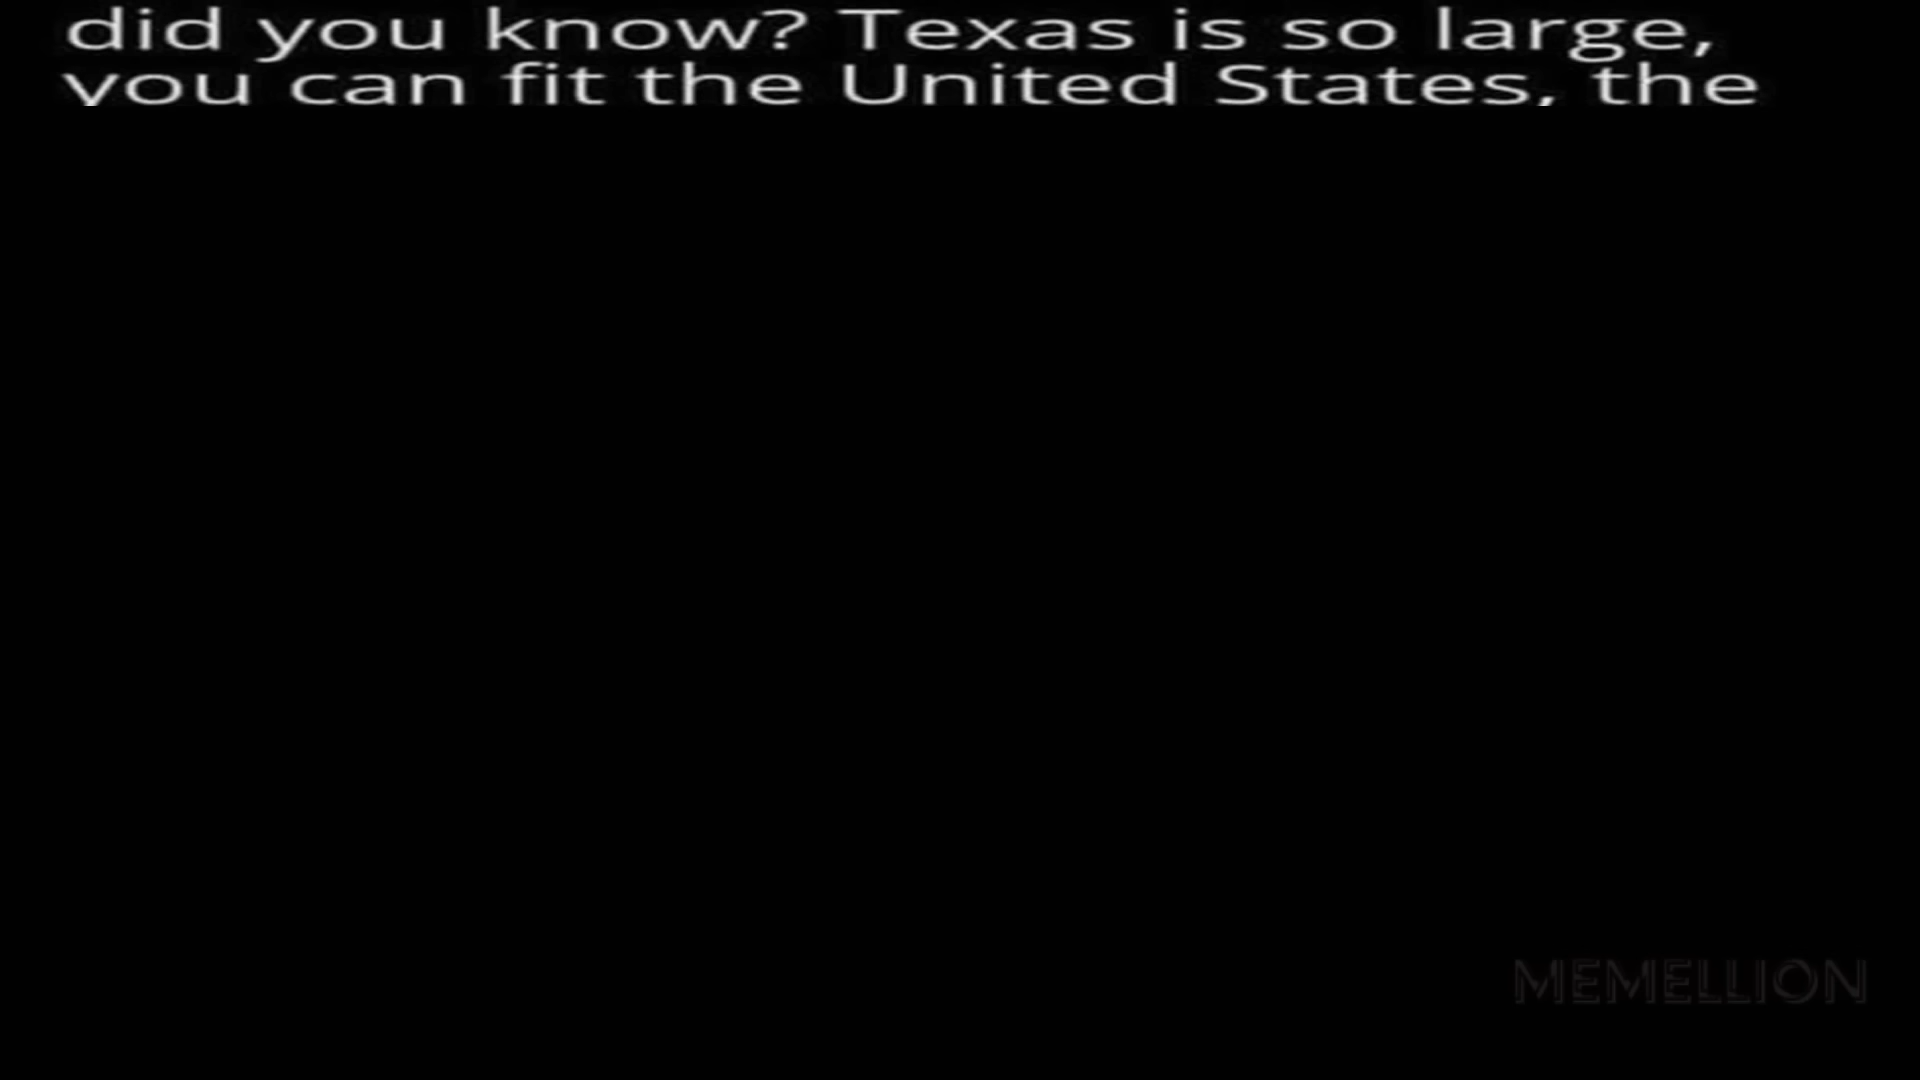 did you know? Texas is so large,
you can fit the United States, the
MEMELLION